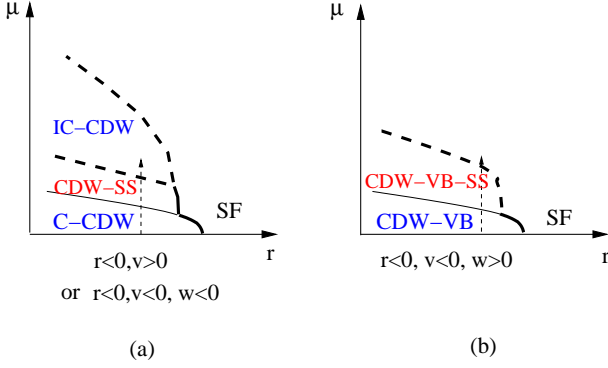 μ
IC−CDW
CDW−SS
C−CDW
SF
r
r<0,v>0
or r<0,v<0, w<0
(a)
μ
CDW−VB−SS
CDW−VB
SF
r
r<0, v<0, w>0
(b)